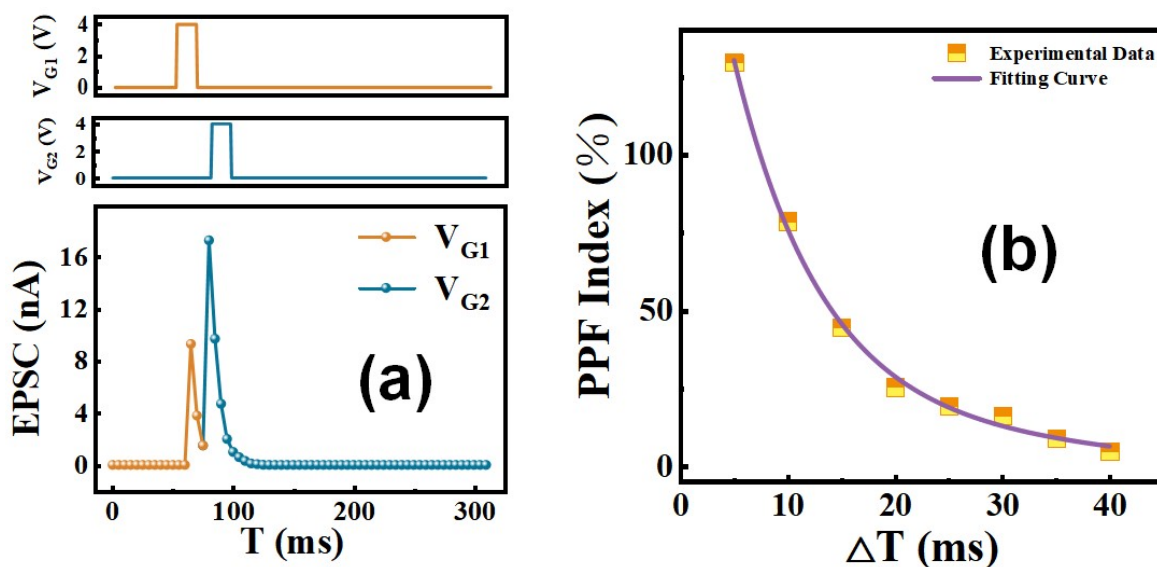 V_G1 (V)
4
2
0
V_G2 (V)
4
2
0
EPSC (nA)
16
12
8
4
0
V_G1
V_G2
(a)
0
100
200
300
T (ms)
PPF Index (%)
100
50
0
Experimental Data
Fitting Curve
(b)
0
10
20
30
40
△T (ms)